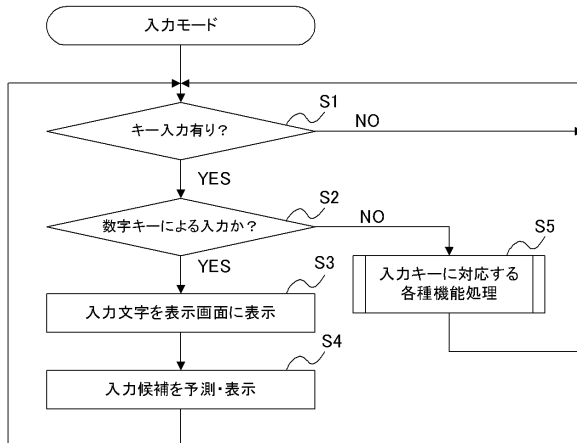 入力モード
S1
キー入力有り?
NO
YES
S2
数字キーによる入力か?
NO
YES
S5
入力キーに対応する
各種機能処理
S3
入力文字を表示画面に表示
S4
入力候補を予測・表示